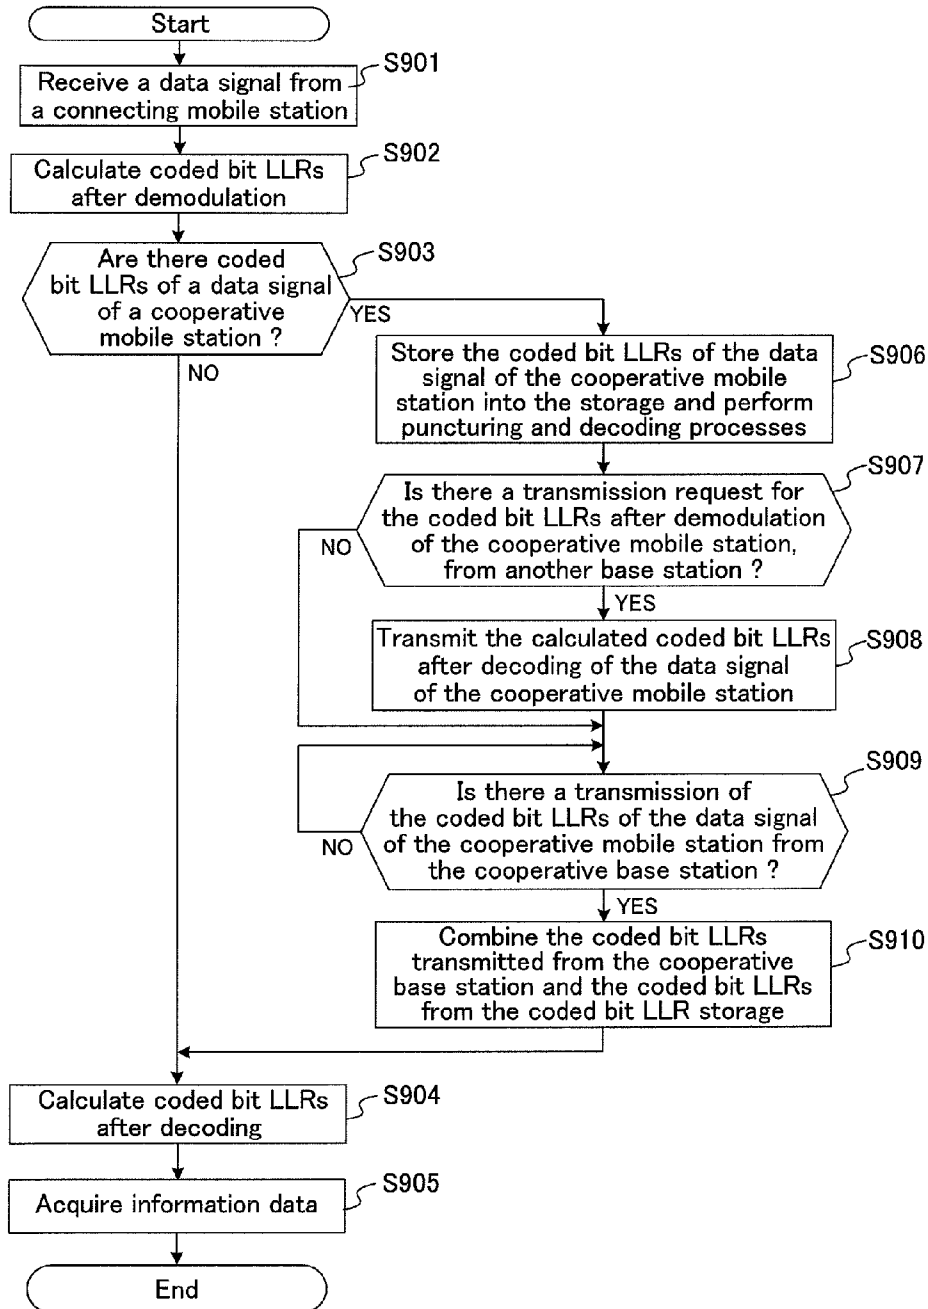 Start
S901
Receive a data signal from
a connecting mobile station
S902
Calculate coded bit LLRs
after demodulation
S903
Are there coded
bit LLRs of a data signal
of a cooperative
mobile station ?
YES
NO
S906
Store the coded bit LLRs of the data
signal of the cooperative mobile
station into the storage and perform
puncturing and decoding processes
S907
Is there a transmission request for
the coded bit LLRs after demodulation
of the cooperative mobile station,
from another base station ?
NO
YES
S908
Transmit the calculated coded bit LLRs
after decoding of the data signal
of the cooperative mobile station
S909
Is there a transmission of
the coded bit LLRs of the data signal
of the cooperative mobile station from
the cooperative base station ?
NO
YES
S910
Combine the coded bit LLRs
transmitted from the cooperative
base station and the coded bit LLRs
from the coded bit LLR storage
S904
Calculate coded bit LLRs
after decoding
S905
Acquire information data
End